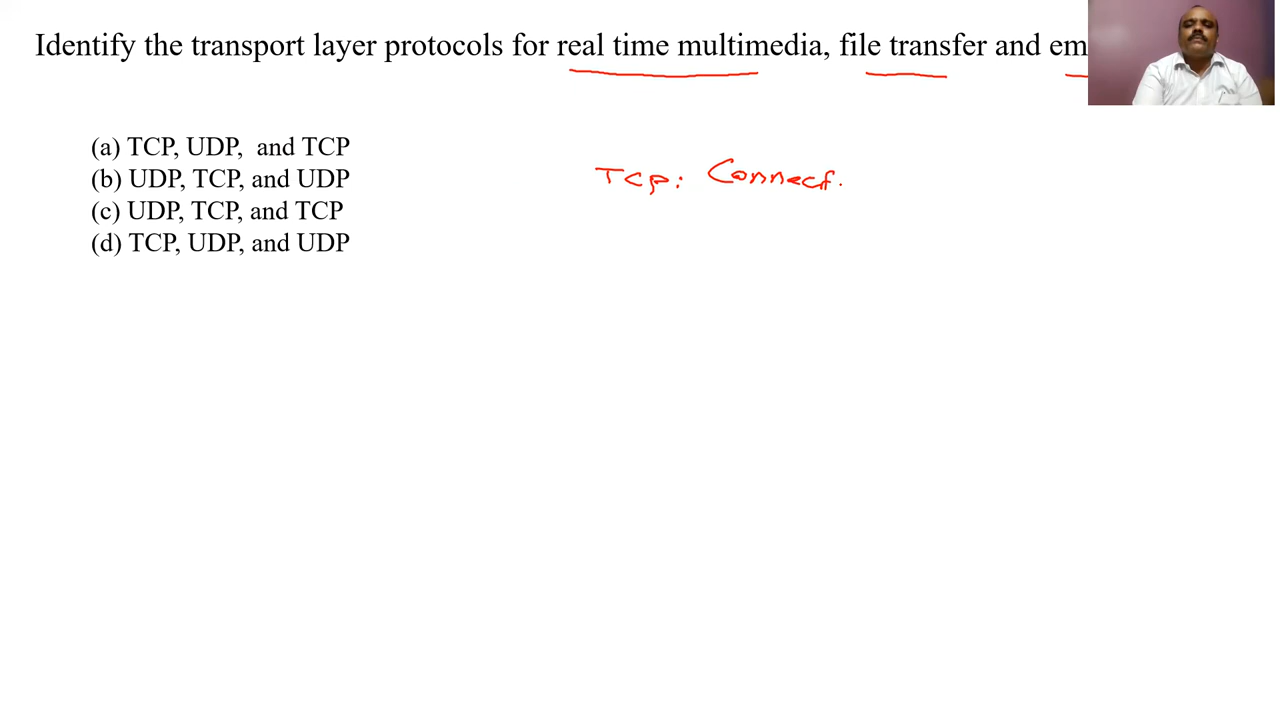 Identify the transport layer protocols for real time multimedia, file transfer and em
(a) TCP, UDP, and TCP
(b) UDP, TCP, and UDP
(c) UDP, TCP, and TCP
(d) TCP, UDP, and UDP
TCP: Connect.